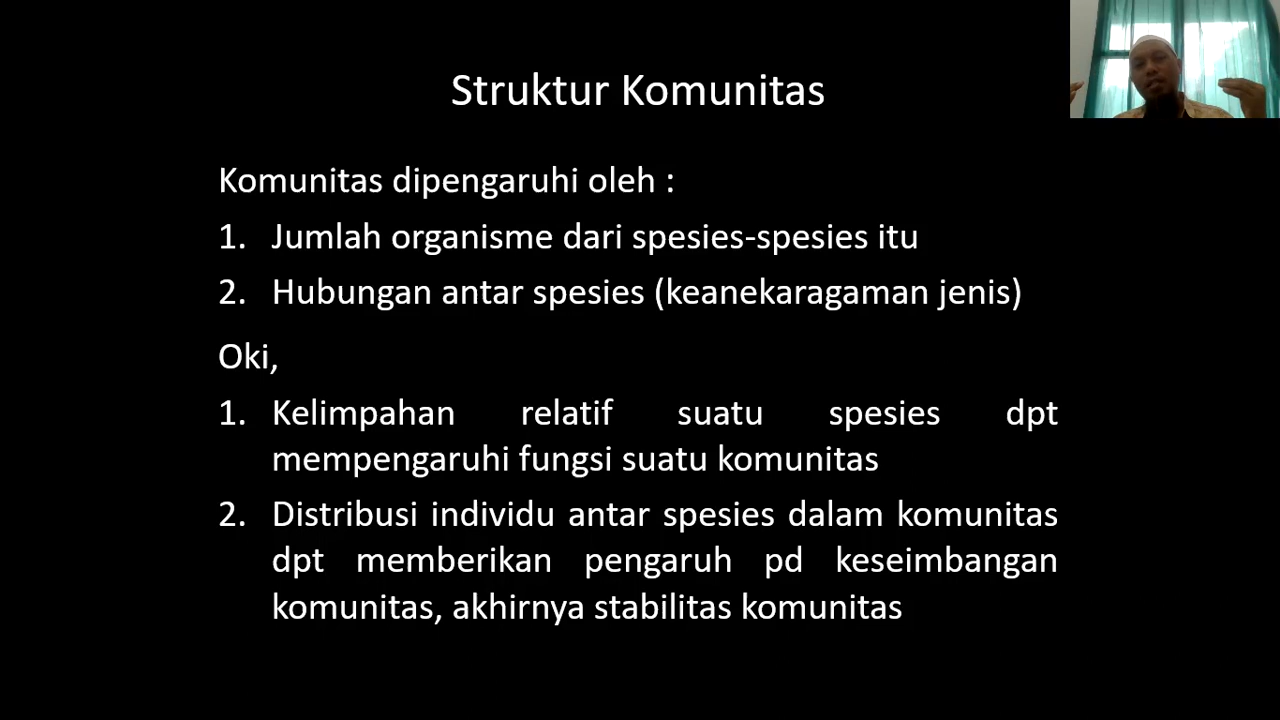 Struktur Komunitas
Komunitas dipengaruhi oleh :
1. Jumlah organisme dari spesies-spesies itu
2. Hubungan antar spesies (keanekaragaman jenis)
Oki,
1. Kelimpahan relatif suatu spesies dpt
mempengaruhi fungsi suatu komunitas
2. Distribusi individu antar spesies dalam komunitas
dpt memberikan pengaruh pd keseimbangan
komunitas, akhirnya stabilitas komunitas